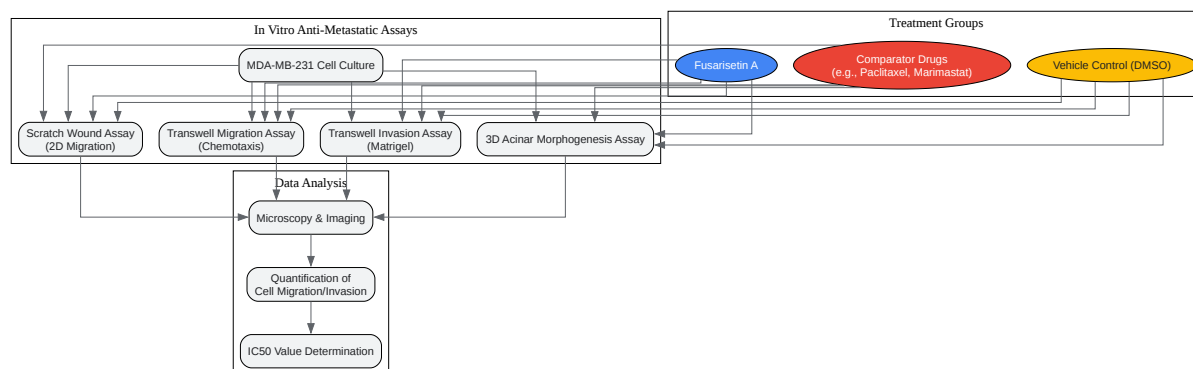 In Vitro Anti-Metastatic Assays
Treatment Groups
MDA-MB-231 Cell Culture
Fusarisetin A
Comparator Drugs
(e.g., Paclitaxel, Marimastat)
Vehicle Control (DMSO)
Scratch Wound Assay
(2D Migration)
Transwell Migration Assay
(Chemotaxis)
Transwell Invasion Assay
(Matrigel)
3D Acinar Morphogenesis Assay
Data Analysis
Microscopy & Imaging
Quantification of
Cell Migration/Invasion
IC50 Value Determination